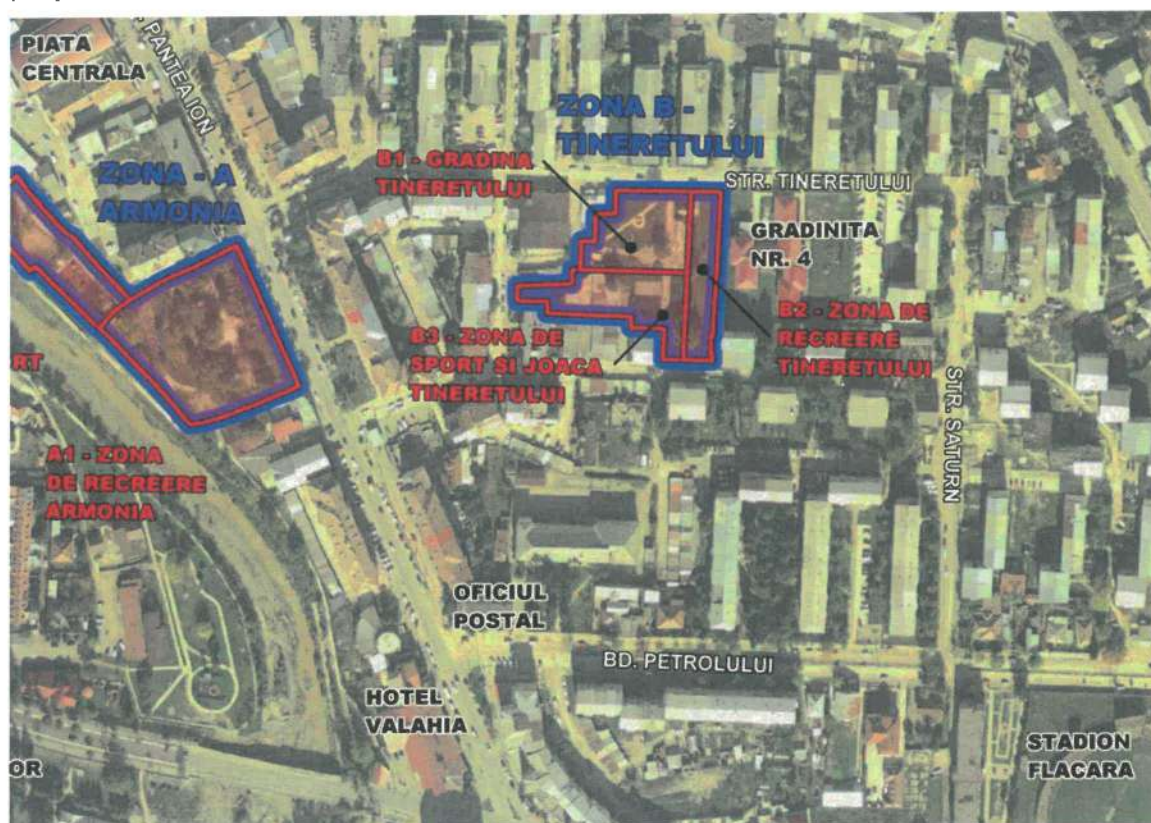 PIATA
CENTRALA
PANTEA ION
ZONA - A
ARMONIA
ZONA B -
TINERETULUI
B1 - GRADINA
TINERETULUI
STR. TINERETULUI
GRADINITA
NR. 4
B2 - ZONA DE
RECREERE
TINERETULUI
B3 - ZONA DE
SPORT SI JOACA
TINERETULUI
RT
A1 - ZONA
DE RECREERE
ARMONIA
STR. SATURN
OFICIUL
POSTAL
BD. PETROLULUI
HOTEL
VALAHIA
STADION
FLACARA
OR